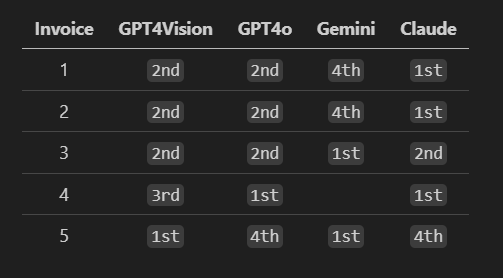 Invoice GPT4Vision GPT4o Gemini Claude
1 2nd 2nd 4th 1st
2 2nd 2nd 4th 1st
3 2nd 2nd 1st 2nd
4 3rd 1st 1st
5 1st 4th 1st 4th